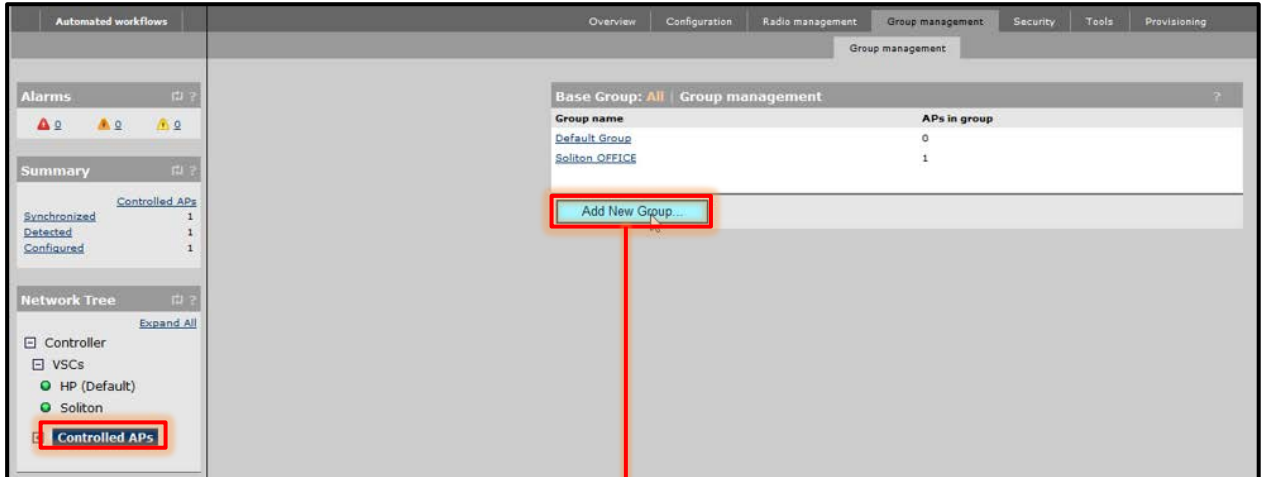 Automated workflows
Overview Configuration Radio management Group management Security Tools Provisioning
Group management
Alarms ?
0 0 0
Summary ?
Controlled APs
Synchronized 1
Detected 1
Configured 1
Network Tree ?
Expand All
Controller
VSCs
HP (Default)
Soliton
Controlled APs
Base Group: All | Group management ?
Group name APs in group
Default Group 0
Soliton OFFICE 1
Add New Group...